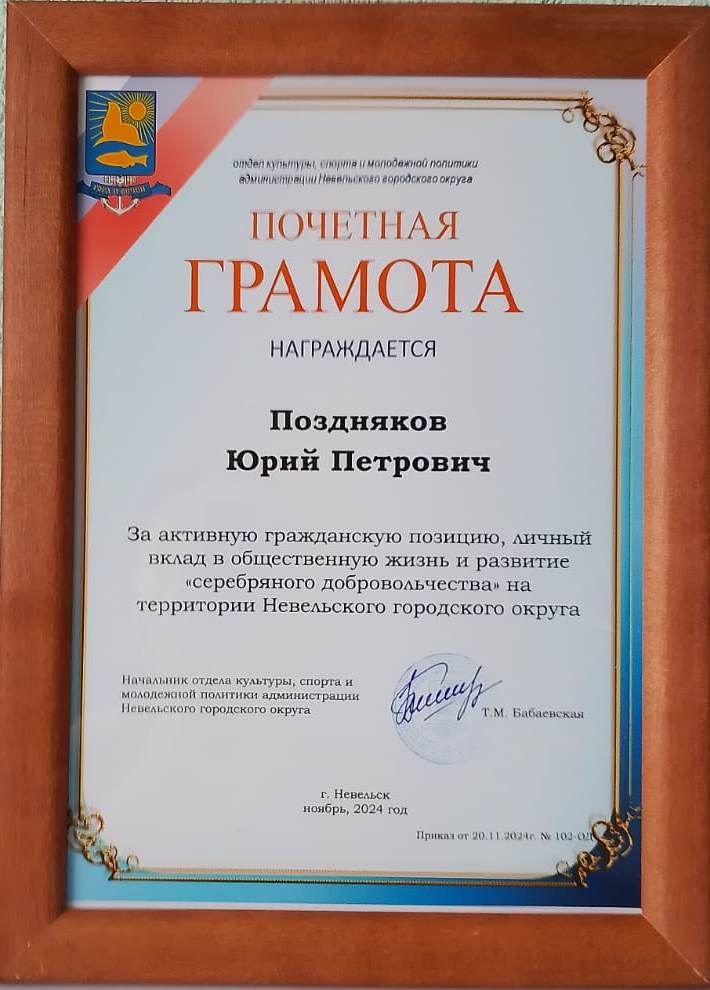 отдел культуры, спорта и молодежной политики
администрации Невельского городского округа
ПОЧЕТНАЯ
ГРАМОТА
НАГРАЖДАЕТСЯ
Поздняков
Юрий Петрович
За активную гражданскую позицию, личный
вклад в общественную жизнь и развитие
«серебряного добровольчества» на
территории Невельского городского округа
Начальник отдела культуры, спорта и
молодежной политики администрации
Невельского городского округа
Т.М. Бабаевская
г. Невельск
ноябрь, 2024 год
Приказ от 20.11.2024г. № 102-ОД